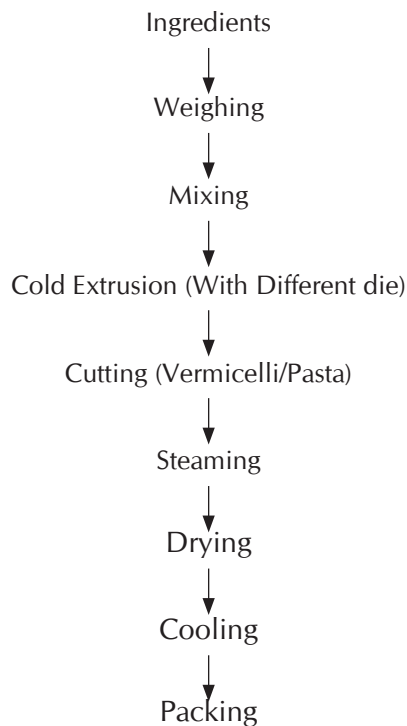 Ingredients
Weighing
Mixing
Cold Extrusion (With Different die)
Cutting (Vermicelli/Pasta)
Steaming
Drying
Cooling
Packing